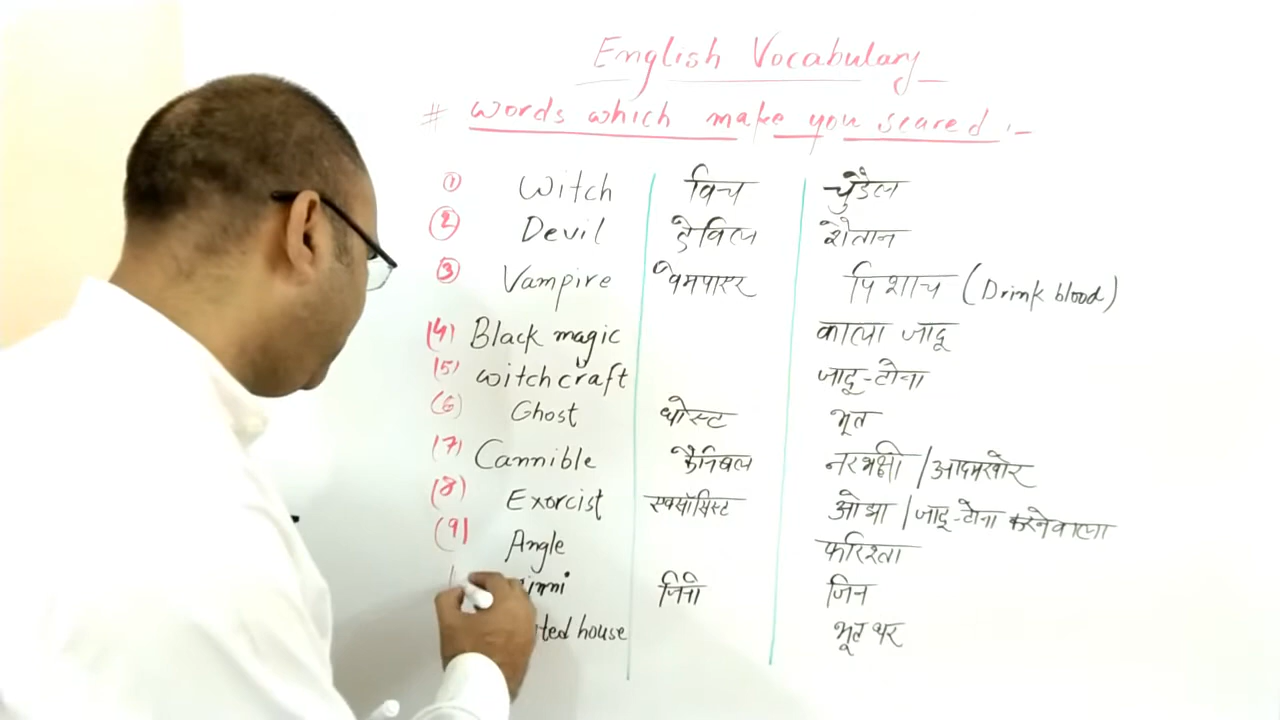 English Vocabulary
# Words which make you scared :-
① Witch विच चुडैल
② Devil डेविल शैतान
③ Vampire वेमपायर पिशाच (Drink blood)
(4) Black magic काला जादू
(5) witchcraft जादू-टोना
(6) Ghost घोस्ट भूत
(7) Cannible कैनिबल नरभक्षी / आदमखोर
(8) Exorcist एक्सॉसिस्ट ओझा / जादू-टोना करनेवाला
(9) Angle फरिश्ता
जिनी जिन
house भूत घर